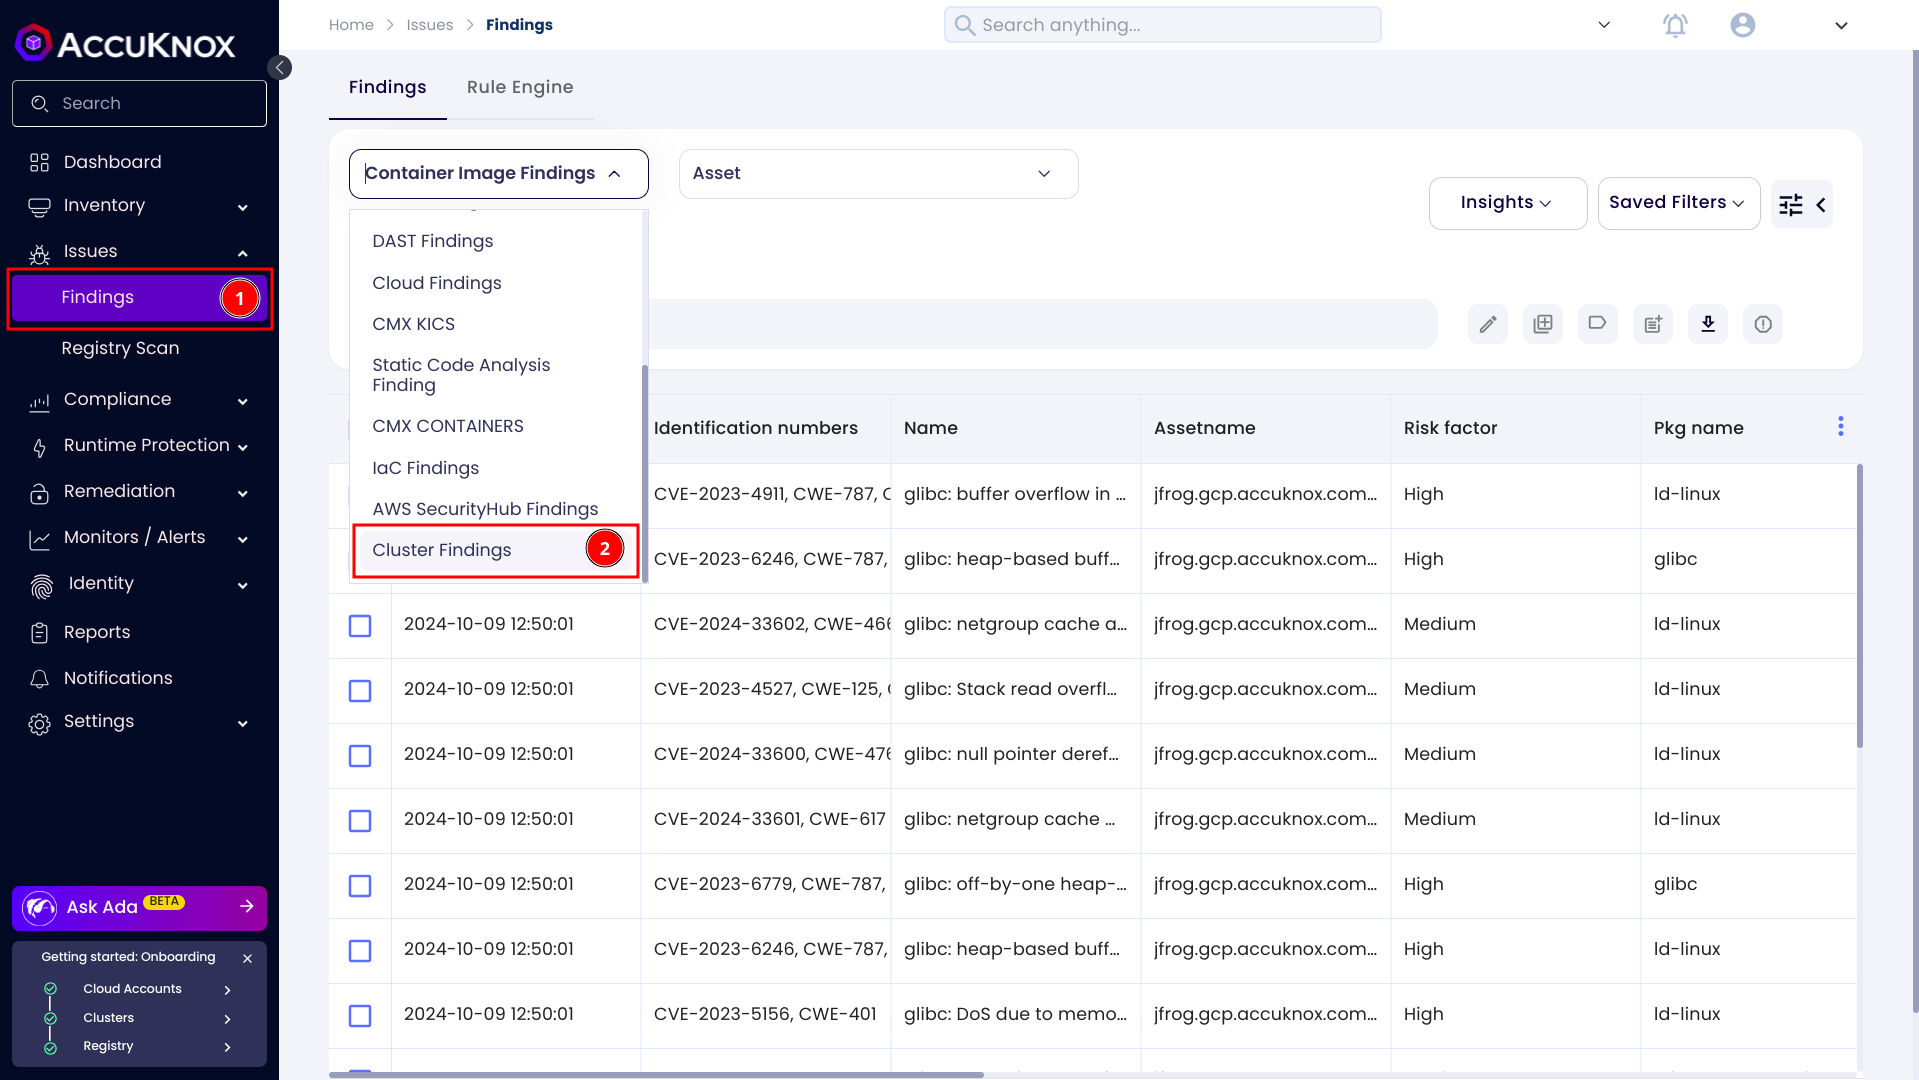 ACCUKNOX
Search
Dashboard
Inventory
Issues
Findings
1
Registry Scan
Compliance
Runtime Protection
Remediation
Monitors / Alerts
Identity
Reports
Notifications
Settings
Ask Ada BETA
Getting started: Onboarding
Cloud Accounts
Clusters
Registry
Home > Issues > Findings
Search anything...
Findings Rule Engine
Container Image Findings
Asset
Insights
Saved Filters
DAST Findings
Cloud Findings
CMX KICS
Static Code Analysis
Finding
CMX CONTAINERS
IaC Findings
AWS SecurityHub Findings
Cluster Findings
2
Identification numbers Name Assetname Risk factor Pkg name
CVE-2023-4911, CWE-787, C glibc: buffer overflow in ... jfrog.gcp.accuknox.com... High ld-linux
CVE-2023-6246, CWE-787, glibc: heap-based buff... jfrog.gcp.accuknox.com... High glibc
2024-10-09 12:50:01 CVE-2024-33602, CWE-466 glibc: netgroup cache a... jfrog.gcp.accuknox.com... Medium ld-linux
2024-10-09 12:50:01 CVE-2023-4527, CWE-125, glibc: Stack read overfl... jfrog.gcp.accuknox.com... Medium ld-linux
2024-10-09 12:50:01 CVE-2024-33600, CWE-476 glibc: null pointer deref... jfrog.gcp.accuknox.com... Medium ld-linux
2024-10-09 12:50:01 CVE-2024-33601, CWE-617 glibc: netgroup cache ... jfrog.gcp.accuknox.com... Medium ld-linux
2024-10-09 12:50:01 CVE-2023-6779, CWE-787, glibc: off-by-one heap-... jfrog.gcp.accuknox.com... High glibc
2024-10-09 12:50:01 CVE-2023-6246, CWE-787, glibc: heap-based buff... jfrog.gcp.accuknox.com... High ld-linux
2024-10-09 12:50:01 CVE-2023-5156, CWE-401 glibc: DoS due to memo... jfrog.gcp.accuknox.com... High ld-linux